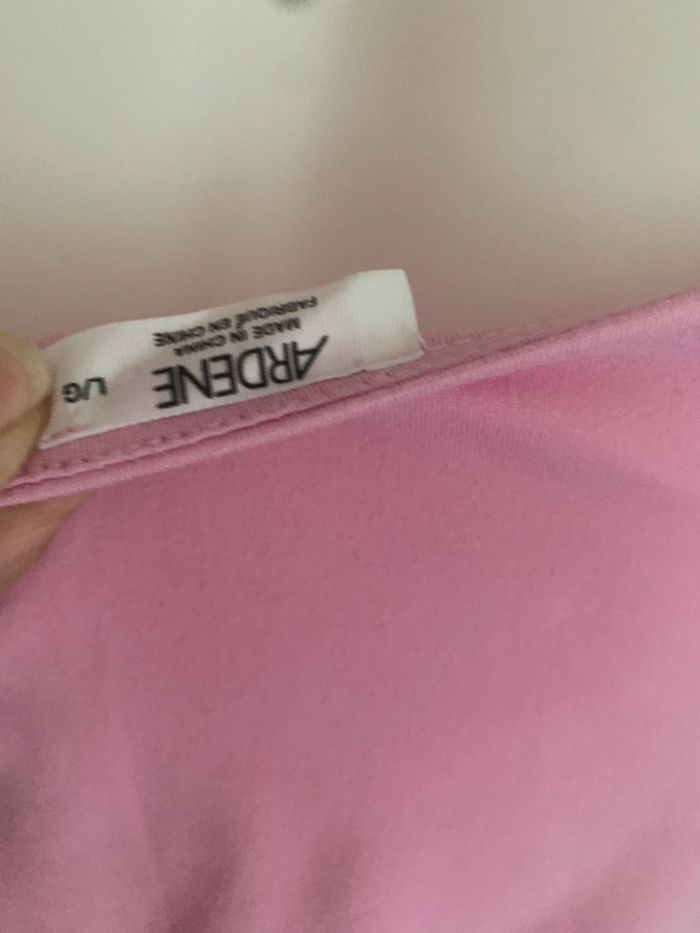 ARDENE
MADE IN CHINA
FABRIQUÉ EN CHINE
L/G